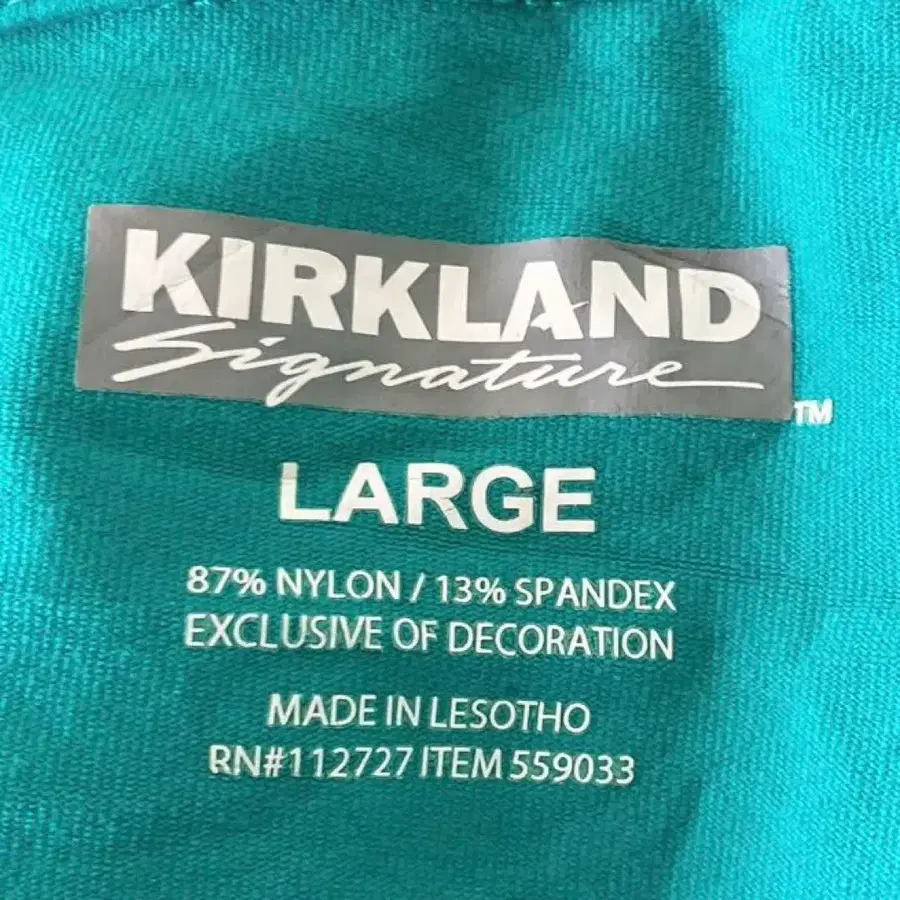 KIRKLAND
Signature
TM
LARGE
87% NYLON / 13% SPANDEX
EXCLUSIVE OF DECORATION
MADE IN LESOTHO
RN#112727 ITEM 559033